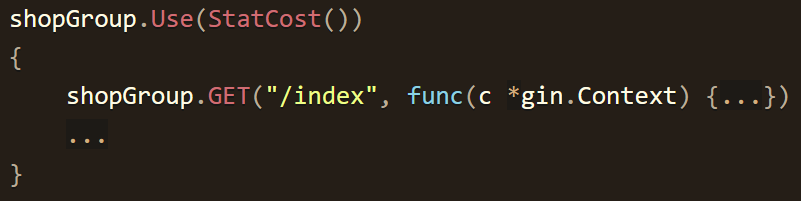 shopGroup.Use(StatCost())
{
    shopGroup.GET("/index", func(c *gin.Context) {...})
    ...
}